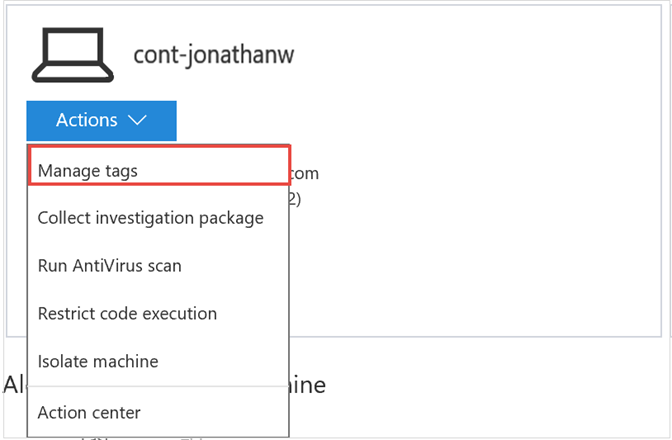 cont-jonathanw
Actions
Manage tags
com
Collect investigation package
2)
Run AntiVirus scan
Restrict code execution
Isolate machine
Al ine
Action center